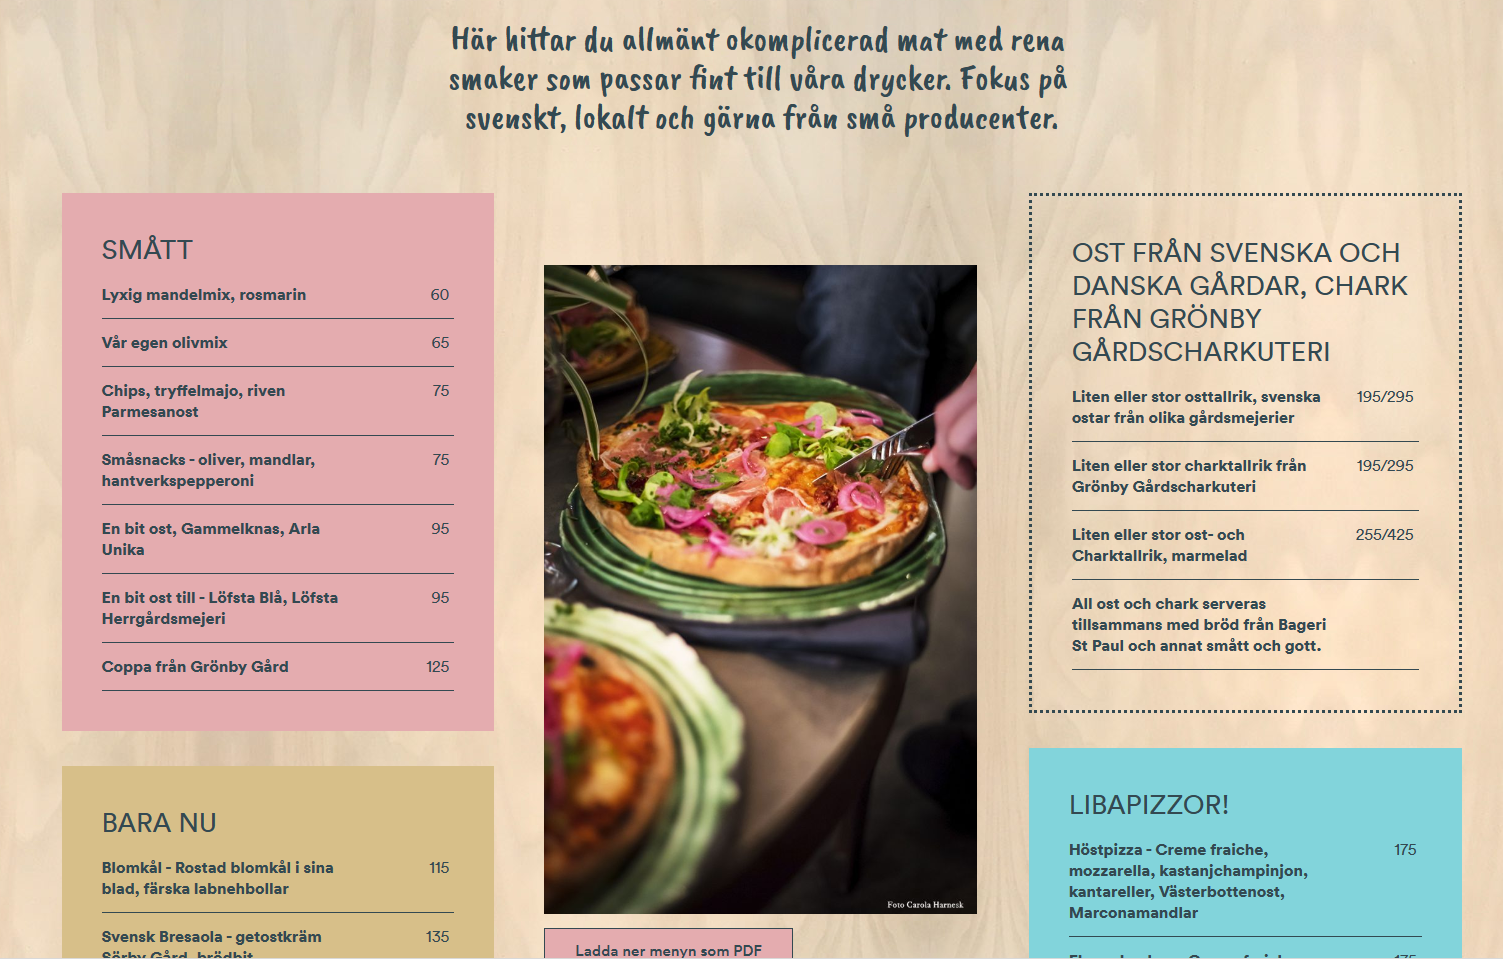 Här hittar du allmänt okomplicerad mat med rena
smaker som passar fint till våra drycker. Fokus på
svenskt, lokalt och gärna från små producenter.
SMÅTT
Lyxig mandelmix, rosmarin 60
Vår egen olivmix 65
Chips, tryffelmajo, riven 75
Parmesanost
Småsnacks - oliver, mandlar, 75
hantverkspepperoni
En bit ost, Gammelknas, Arla 95
Unika
En bit ost till - Löfsta Blå, Löfsta 95
Herrgårdsmejeri
Coppa från Grönby Gård 125
BARA NU
Blomkål - Rostad blomkål i sina 115
blad, färska labnehbollar
Svensk Bresaola - getostkräm 135
Sörby Gård, brödbit
Foto Carola Harnesk
Ladda ner menyn som PDF
OST FRÅN SVENSKA OCH
DANSKA GÅRDAR, CHARK
FRÅN GRÖNBY
GÅRDSCHARKUTERI
Liten eller stor osttallrik, svenska 195/295
ostar från olika gårdsmejerier
Liten eller stor charktallrik från 195/295
Grönby Gårdscharkuteri
Liten eller stor ost- och 255/425
Charktallrik, marmelad
All ost och chark serveras
tillsammans med bröd från Bageri
St Paul och annat smått och gott.
LIBAPIZZOR!
Höstpizza - Creme fraiche, 175
mozzarella, kastanjchampinjon,
kantareller, Västerbottenost,
Marconamandlar
175